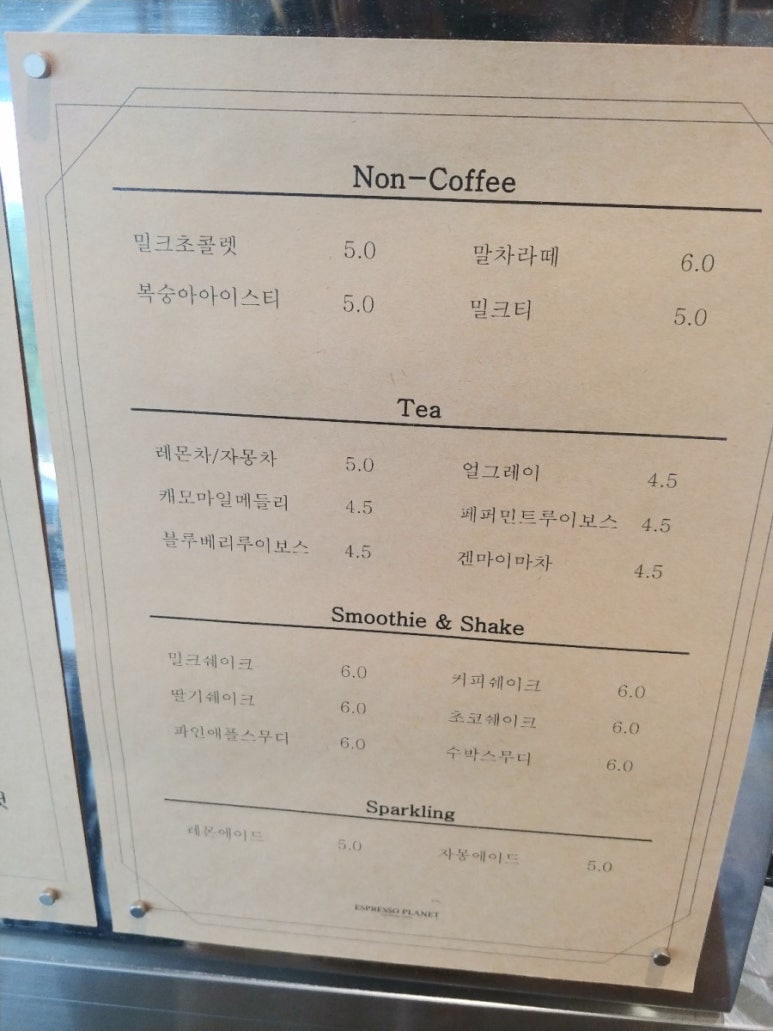 Non-Coffee
밀크초콜렛 5.0 말차라떼 6.0
복숭아아이스티 5.0 밀크티 5.0
Tea
레몬차/자몽차 5.0 얼그레이 4.5
캐모마일메들리 4.5 페퍼민트루이보스 4.5
블루베리루이보스 4.5 겐마이마차 4.5
Smoothie & Shake
밀크쉐이크 6.0 커피쉐이크 6.0
딸기쉐이크 6.0 초코쉐이크 6.0
파인애플스무디 6.0 수박스무디 6.0
Sparkling
레몬에이드 5.0 자몽에이드 5.0
ESPRESSO PLANET